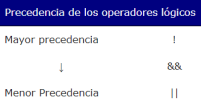 Precedencia de los operadores lógicos
Mayor precedencia !
↓ &&
Menor Precedencia ||